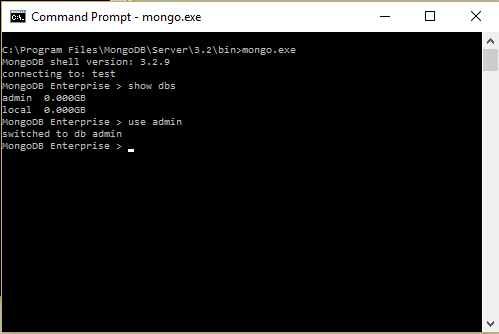 Command Prompt - mongo.exe
C:\Program Files\MongoDB\Server\3.2\bin>mongo.exe
MongoDB shell version: 3.2.9
connecting to: test
MongoDB Enterprise > show dbs
admin  0.000GB
local  0.000GB
MongoDB Enterprise > use admin
switched to db admin
MongoDB Enterprise >